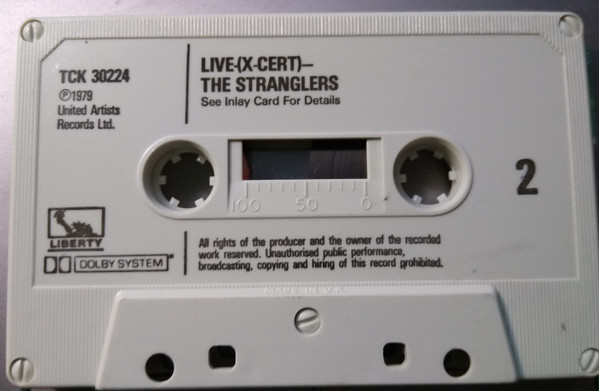 TCK 30224
℗1979
United Artists
Records Ltd.
LIVE-(X-CERT)—
THE STRANGLERS
See Inlay Card For Details
2
100 50 0
LIBERTY
DOLBY SYSTEM
All rights of the producer and the owner of the recorded
work reserved. Unauthorised public performance,
broadcasting, copying and hiring of this record prohibited.
MADE IN U.K.